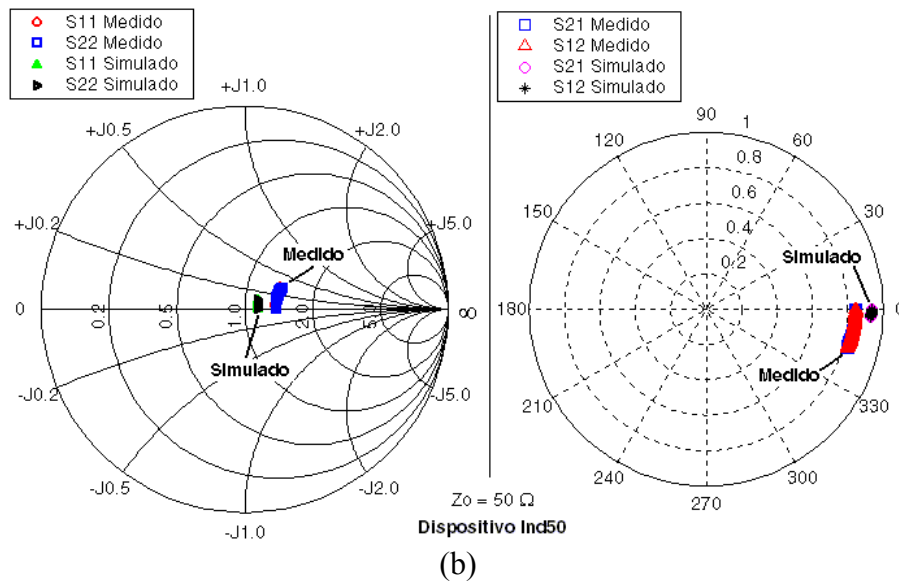 S11 Medido
S22 Medido
S11 Simulado
S22 Simulado
+J1.0
+J0.5
+J2.0
+J0.2
+J5.0
Medido
0
0.2
0.5
1.0
2.0
5.0
∞
Simulado
-J0.2
-J5.0
-J0.5
-J2.0
-J1.0
S21 Medido
S12 Medido
S21 Simulado
S12 Simulado
90
1
120
60
0.8
0.6
150
30
0.4
0.2
Simulado
180
0
Medido
210
330
240
300
270
Zo = 50 Ω
Dispositivo Ind50
(b)